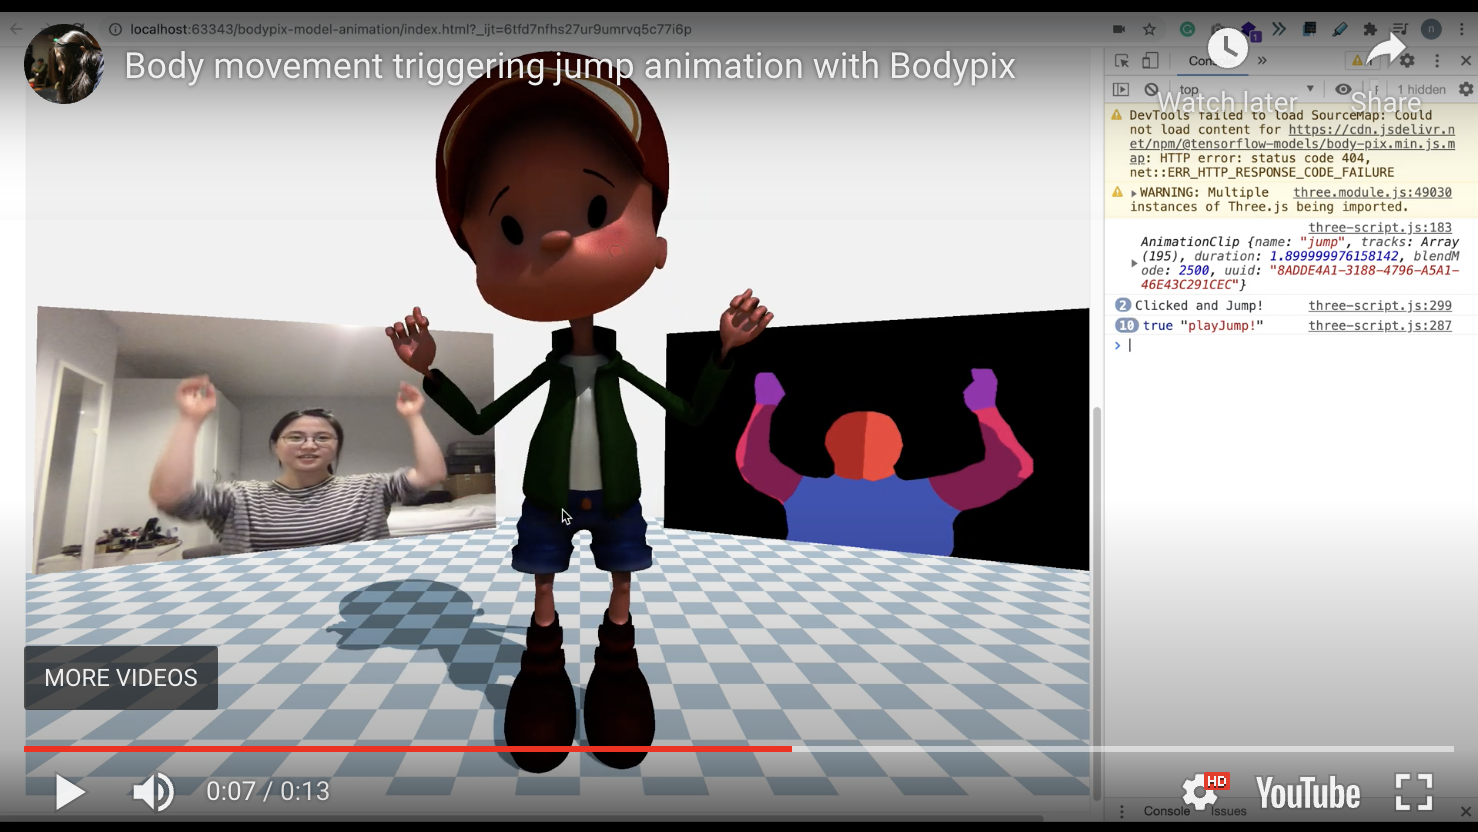 localhost:63343/bodypix-model-animation/index.html?_ijt=6tfd7nfhs27ur9umrvq5c77i6p
Body movement triggering jump animation with Bodypix
Watch later
Share
top
1 hidden
DevTools failed to load SourceMap: Could
not load content for https://cdn.jsdelivr.n
et/npm/@tensorflow-models/body-pix.min.js.m
ap: HTTP error: status code 404,
net::ERR_HTTP_RESPONSE_CODE_FAILURE
WARNING: Multiple three.module.js:49030
instances of Three.js being imported.
three-script.js:183
AnimationClip {name: "jump", tracks: Array
(195), duration: 1.899999976158142, blendM
ode: 2500, uuid: "8ADDE4A1-3188-4796-A5A1-
46E43C291CEC"}
2 Clicked and Jump! three-script.js:299
10 true "playJump!" three-script.js:287
MORE VIDEOS
0:07 / 0:13
HD
YouTube
Console
Issues